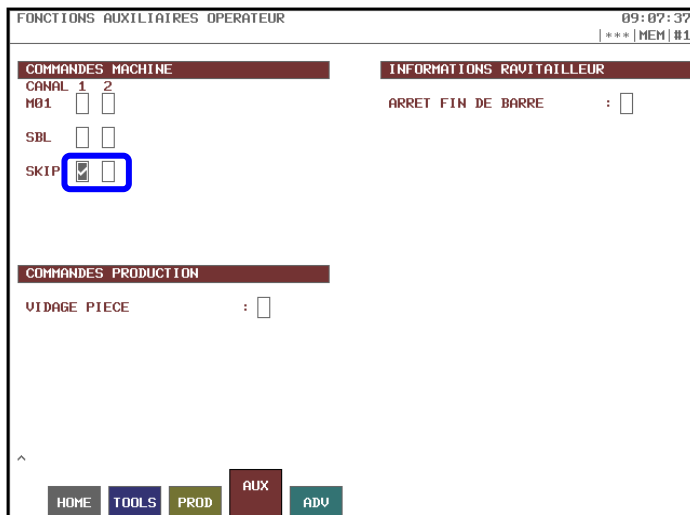 FONCTIONS AUXILIAIRES OPERATEUR 09:07:37
|***|MEM|#1
COMMANDES MACHINE
CANAL 1 2
M01
SBL
SKIP
INFORMATIONS RAVITAILLEUR
ARRET FIN DE BARRE :
COMMANDES PRODUCTION
VIDAGE PIECE :
^
HOME TOOLS PROD AUX ADV